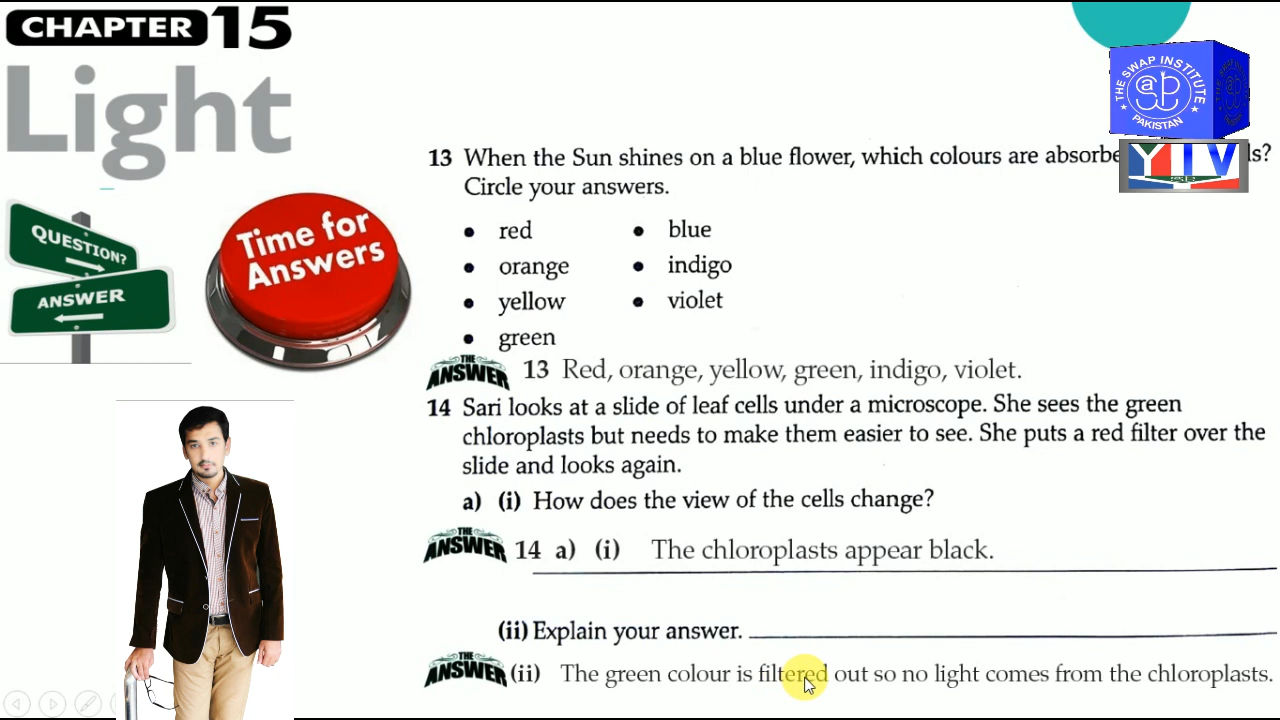 CHAPTER 15
Light
THE SWAP INSTITUTE
PAKISTAN
13 When the Sun shines on a blue flower, which colours are ls?
Circle your answers.
• red • blue
• orange • indigo
• yellow • violet
• green
QUESTION?
ANSWER
Time for
Answers
THE ANSWER 13 Red, orange, yellow, green, indigo, violet.
14 Sari looks at a slide of leaf cells under a microscope. She sees the green
chloroplasts but needs to make them easier to see. She puts a red filter over the
slide and looks again.
a) (i) How does the view of the cells change?
THE ANSWER 14 a) (i) The chloroplasts appear black.
(ii) Explain your answer.
THE ANSWER (ii) The green colour is filtered out so no light comes from the chloroplasts.